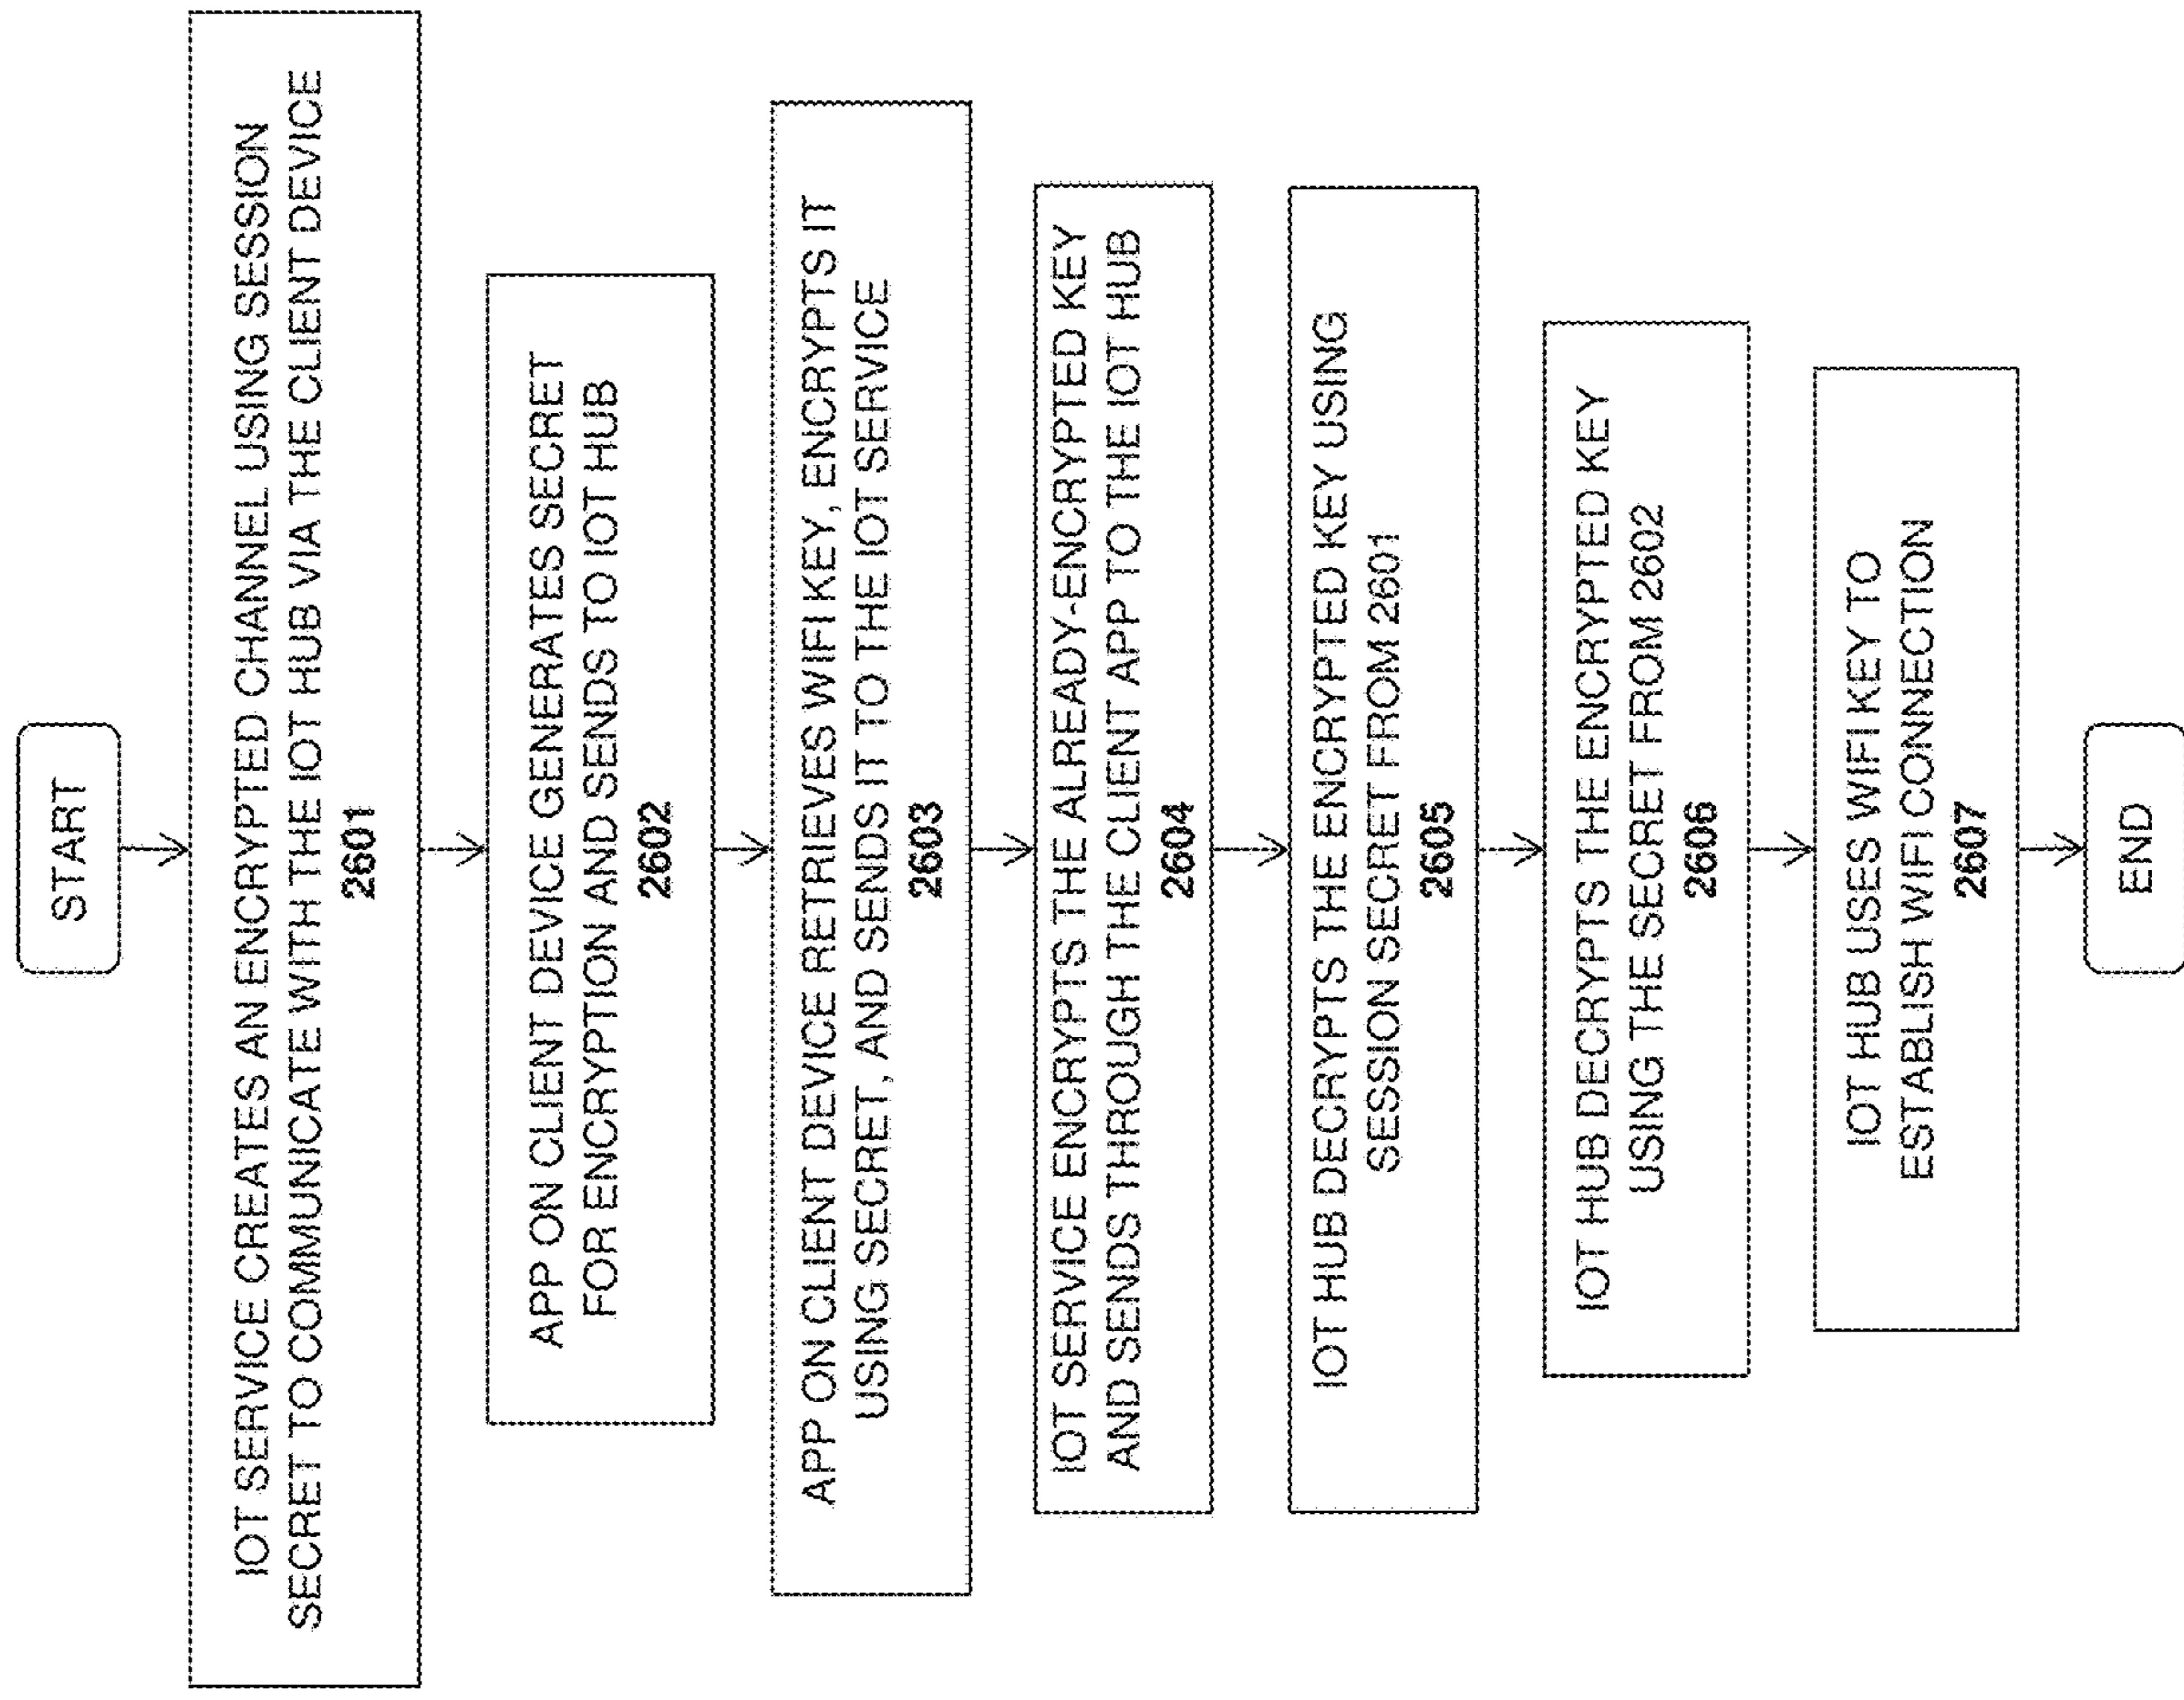 START
IOT SERVICE CREATES AN ENCRYPTED CHANNEL USING SESSION
SECRET TO COMMUNICATE WITH THE IOT HUB VIA THE CLIENT DEVICE
2601
APP ON CLIENT DEVICE GENERATES SECRET
FOR ENCRYPTION AND SENDS TO IOT HUB
2602
APP ON CLIENT DEVICE RETRIEVES WIFI KEY, ENCRYPTS IT
USING SECRET, AND SENDS IT TO THE IOT SERVICE
2603
IOT SERVICE ENCRYPTS THE ALREADY-ENCRYPTED KEY
AND SENDS THROUGH THE CLIENT APP TO THE IOT HUB
2604
IOT HUB DECRYPTS THE ENCRYPTED KEY USING
SESSION SECRET FROM 2601
2605
IOT HUB DECRYPTS THE ENCRYPTED KEY
USING THE SECRET FROM 2602
2606
IOT HUB USES WIFI KEY TO
ESTABLISH WIFI CONNECTION
2607
END